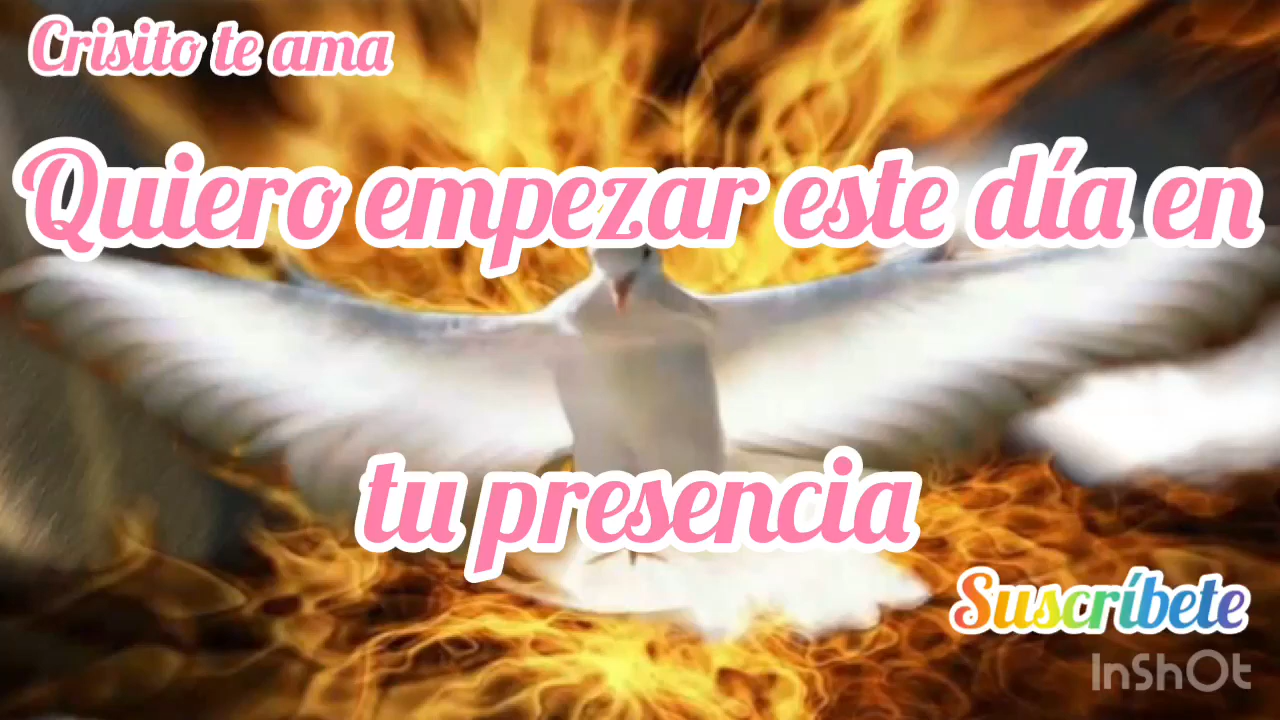 Crisito te ama
Quiero empezar este día en
tu presencia
Suscríbete
InShOt